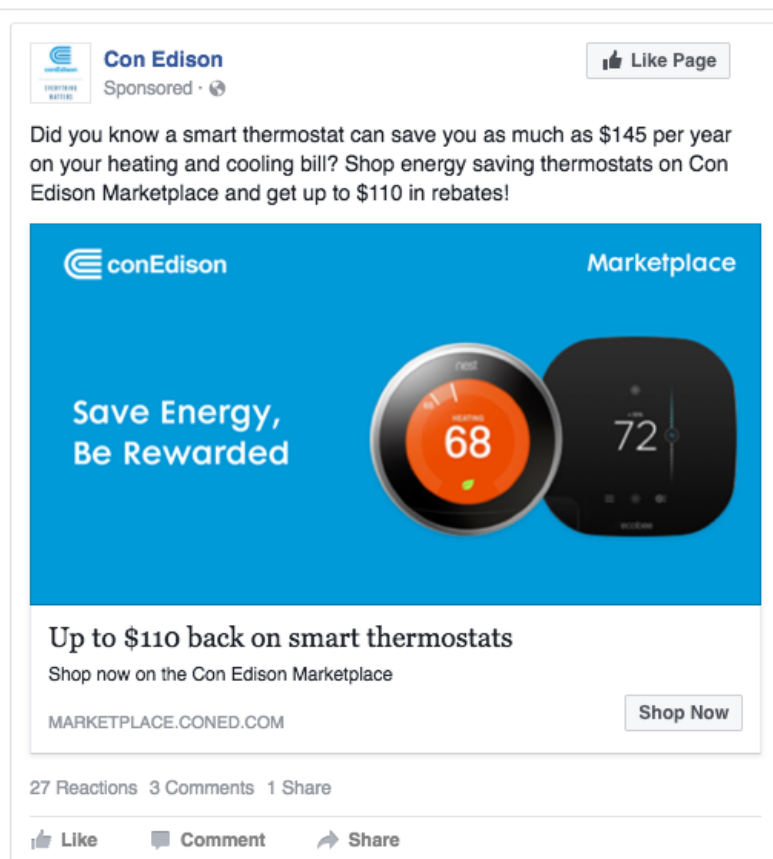 conEdison
EVERYTHING
MATTERS
Con Edison
Sponsored ·
Like Page
Did you know a smart thermostat can save you as much as $145 per year
on your heating and cooling bill? Shop energy saving thermostats on Con
Edison Marketplace and get up to $110 in rebates!
conEdison
Marketplace
Save Energy,
Be Rewarded
nest
HEATING
68
72
ecobee
Up to $110 back on smart thermostats
Shop now on the Con Edison Marketplace
MARKETPLACE.CONED.COM
Shop Now
27 Reactions 3 Comments 1 Share
Like Comment Share